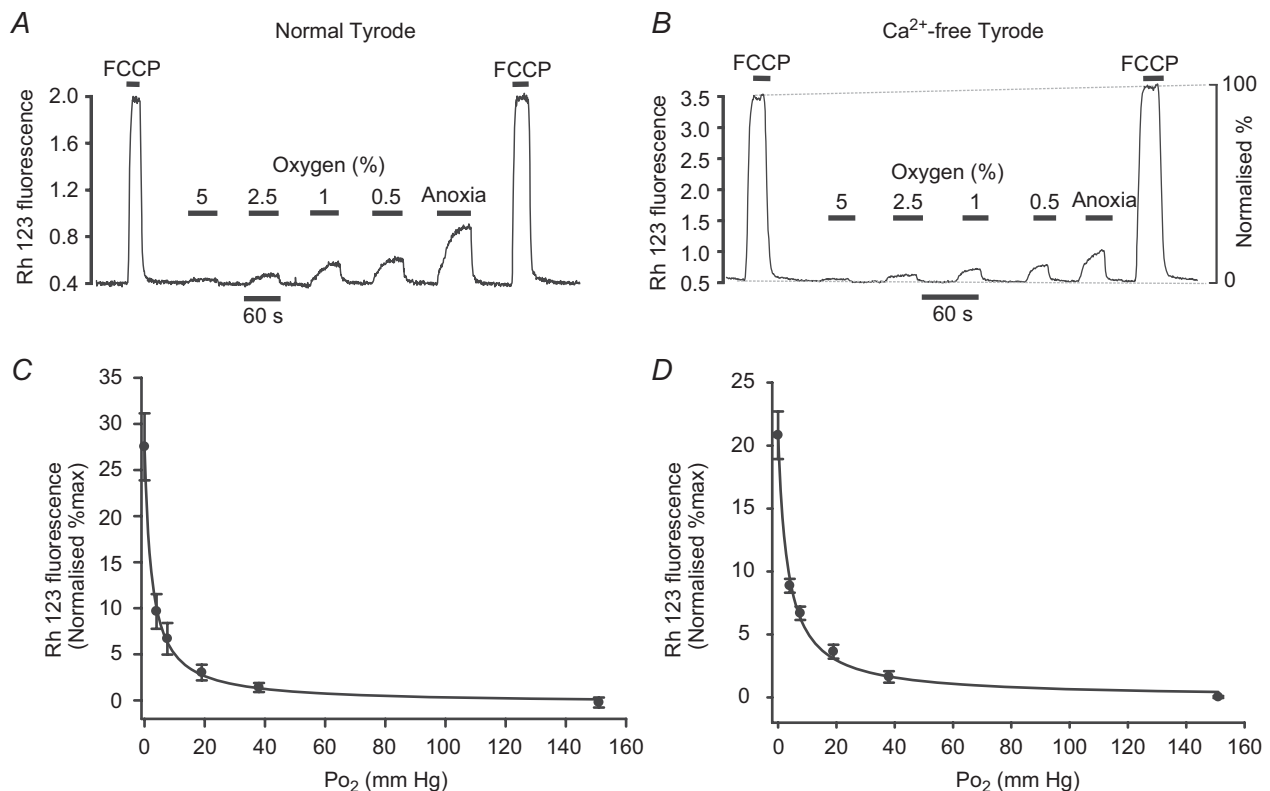 A
Normal Tyrode
FCCP
FCCP
2.0
1.6
1.2
0.8
0.4
Rh 123 fluorescence
Oxygen (%)
5
2.5
1
0.5
Anoxia
60 s
B
Ca²⁺-free Tyrode
FCCP
FCCP
3.5
3.0
2.5
2.0
1.5
1.0
0.5
Rh 123 fluorescence
Oxygen (%)
5
2.5
1
0.5
Anoxia
60 s
100
0
Normalised %
C
35
30
25
20
15
10
5
0
Rh 123 fluorescence
(Normalised %max)
0
20
40
60
80
100
120
140
160
Po₂ (mm Hg)
D
25
20
15
10
5
0
Rh 123 fluorescence
(Normalised %max)
0
20
40
60
80
100
120
140
160
Po₂ (mm Hg)